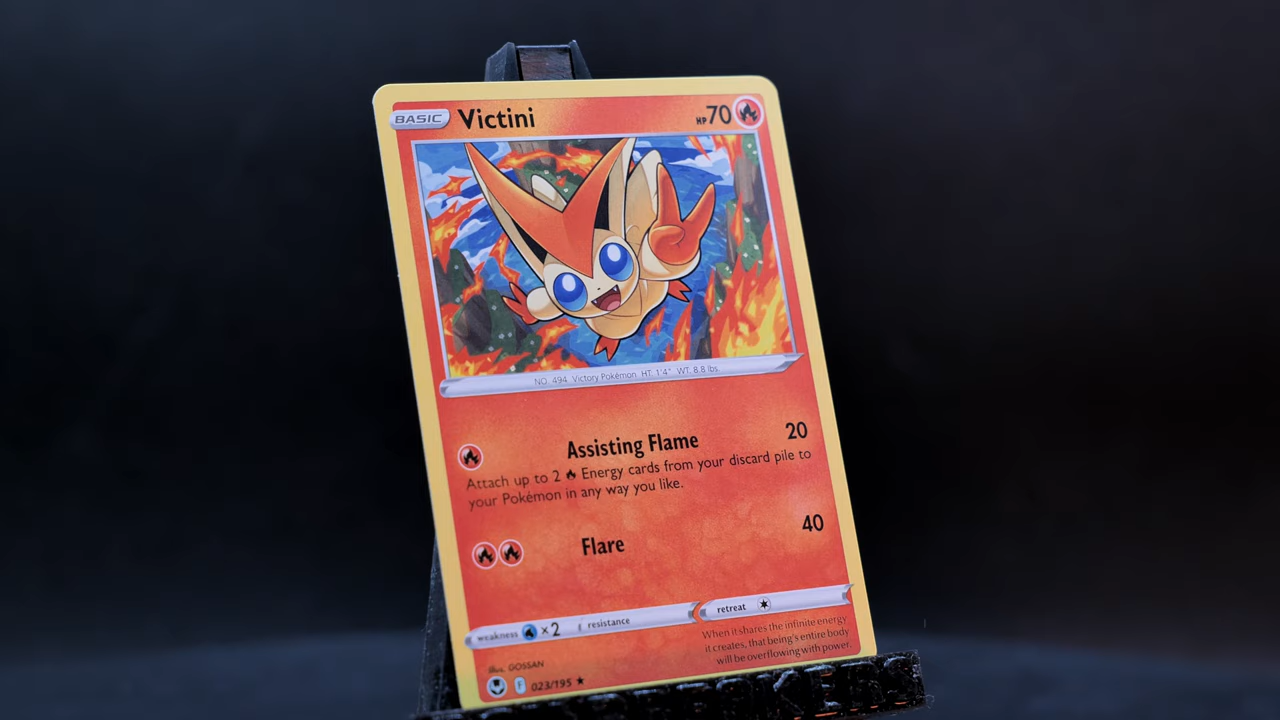 BASIC Victini HP 70
NO. 494 Victory Pokémon HT: 1'4" WT: 8.8 lbs.
Assisting Flame 20
Attach up to 2 Energy cards from your discard pile to
your Pokémon in any way you like.
Flare 40
weakness ×2 resistance retreat
When it shares the infinite energy
it creates, that being's entire body
will be overflowing with power.
Illus. GOSSAN
F 023/195 ★